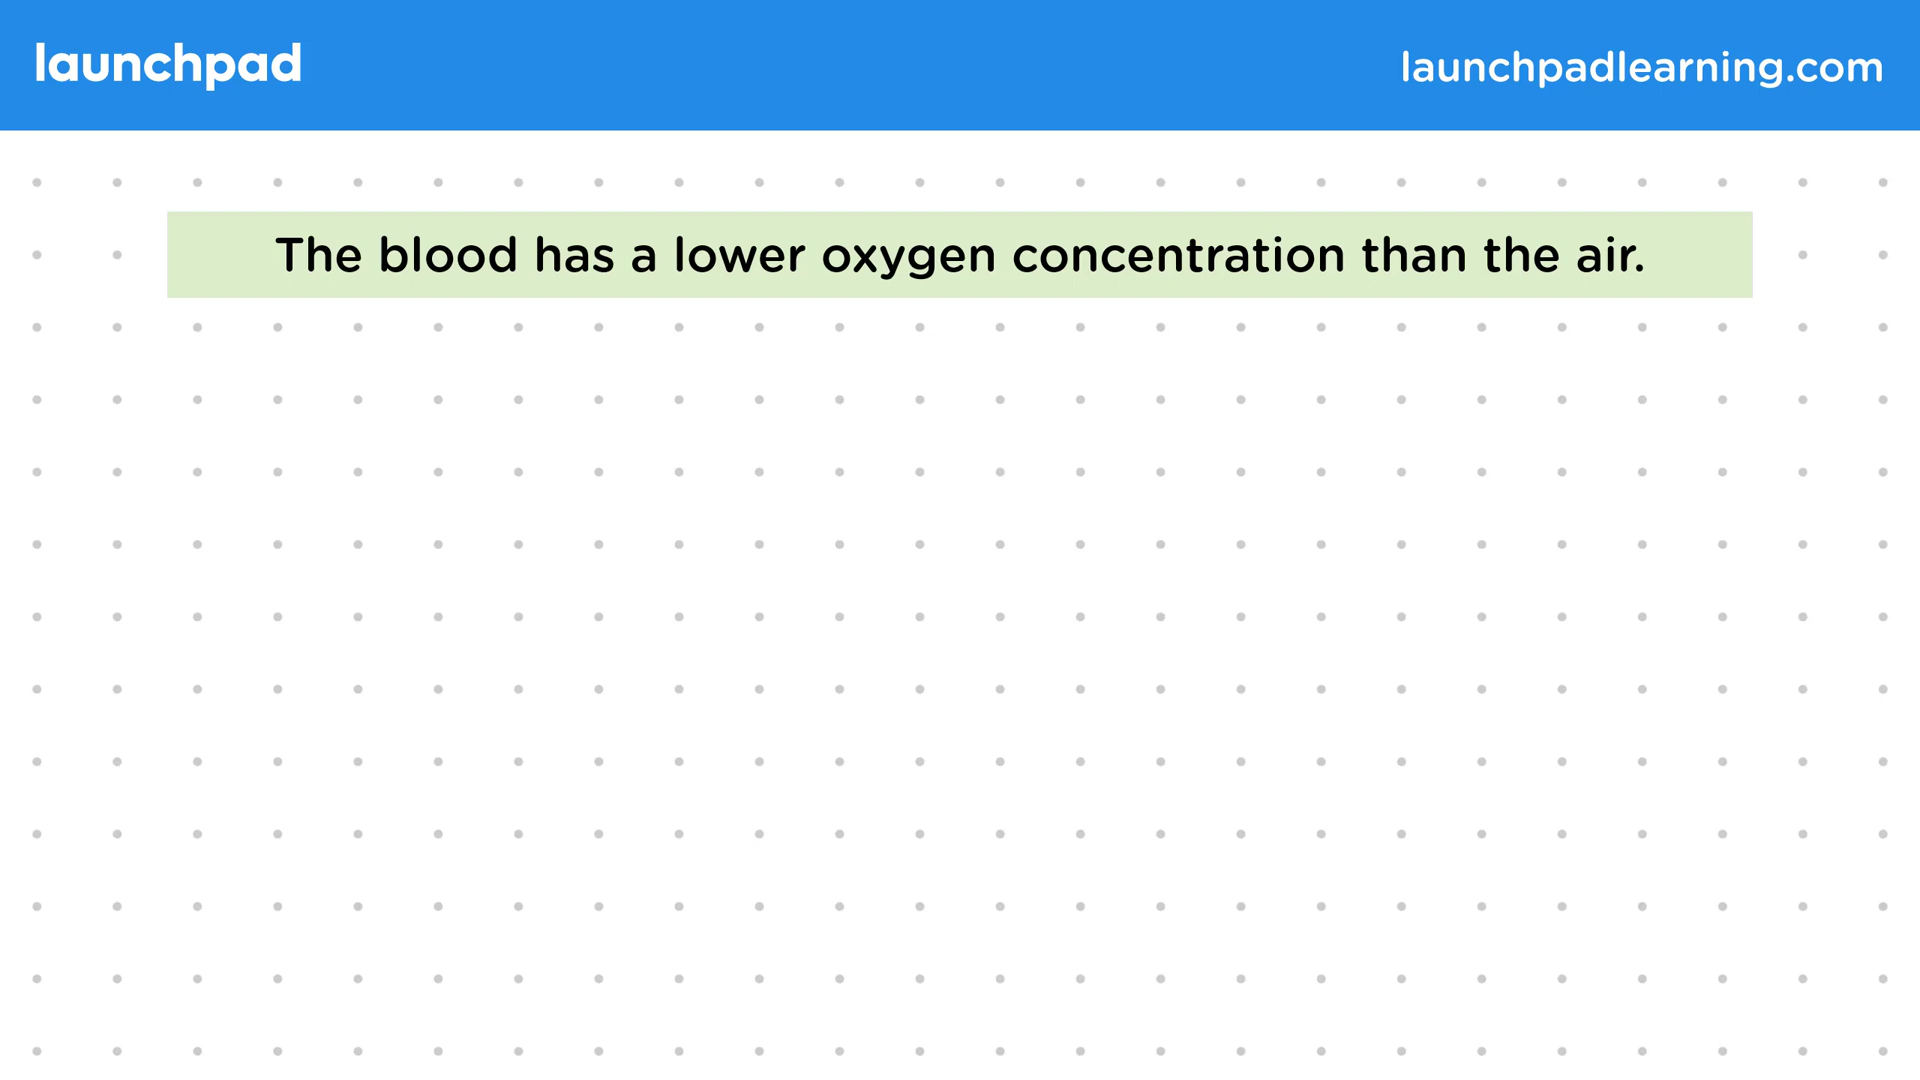 launchpad
launchpadlearning.com
The blood has a lower oxygen concentration than the air.